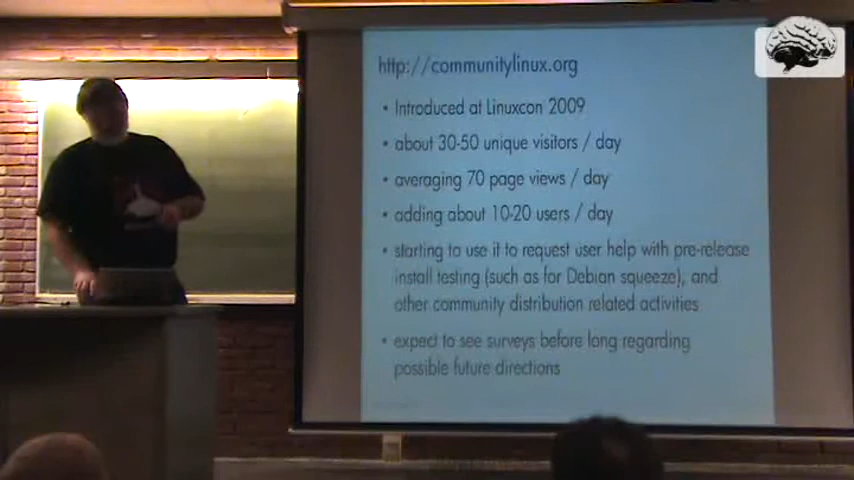 http://communitylinux.org
• Introduced at Linuxcon 2009
• about 30-50 unique visitors / day
• averaging 70 page views / day
• adding about 10-20 users / day
• starting to use it to request user help with pre-release
install testing (such as for Debian squeeze), and
other community distribution related activities
• expect to see surveys before long regarding
possible future directions